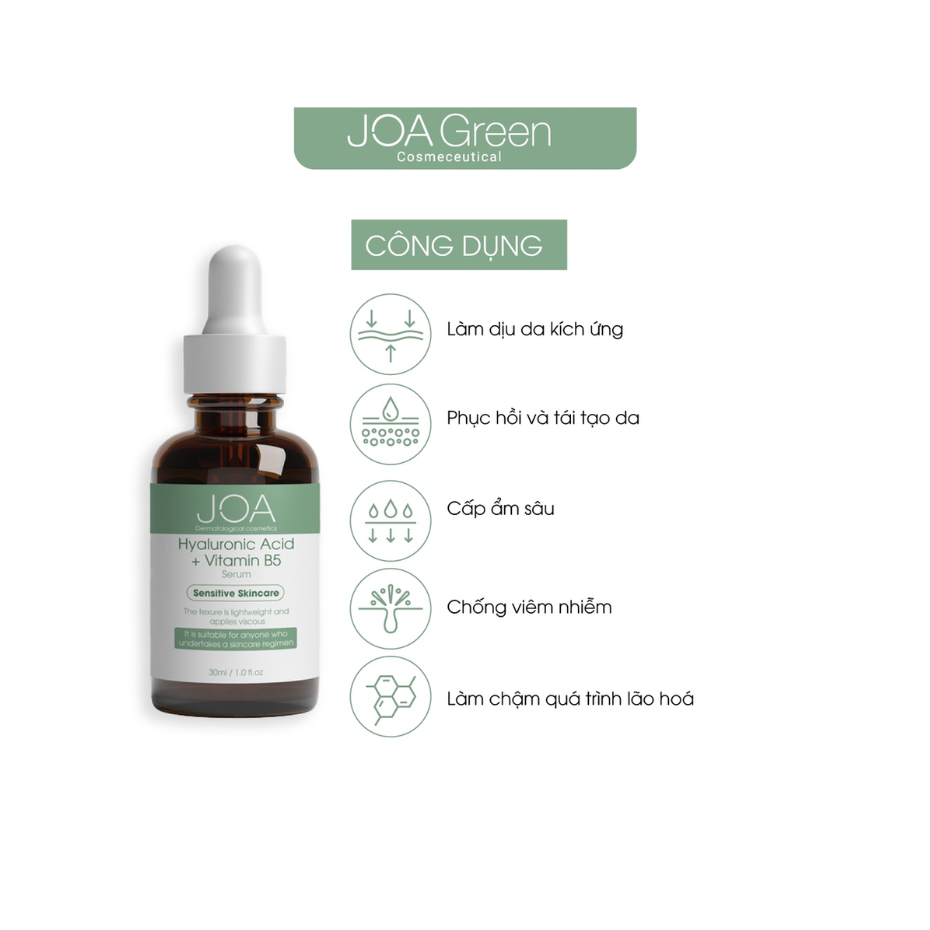 JOA Green
Cosmeceutical
CÔNG DỤNG
Làm dịu da kích ứng
Phục hồi và tái tạo da
Cấp ẩm sâu
Chống viêm nhiễm
Làm chậm quá trình lão hoá
JOA
Dermatological cosmetics
Hyaluronic Acid
+ Vitamin B5
Serum
Sensitive Skincare
The texure is lightweight and
applies viscous
It is suitable for anyone who
undertakes a skincare regimen
30ml / 1.0 fl.oz